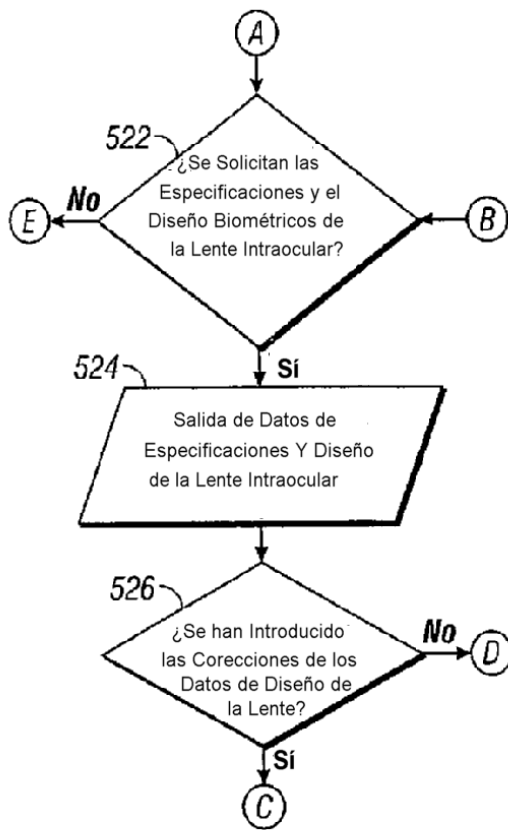 A
522
¿Se Solicitan las
Especificaciones y el
Diseño Biométricos de
la Lente Intraocular?
No
E
B
Sí
524
Salida de Datos de
Especificaciones Y Diseño
de la Lente Intraocular
526
¿Se han Introducido
las Corecciones de los
Datos de Diseño de
la Lente?
No
D
Sí
C